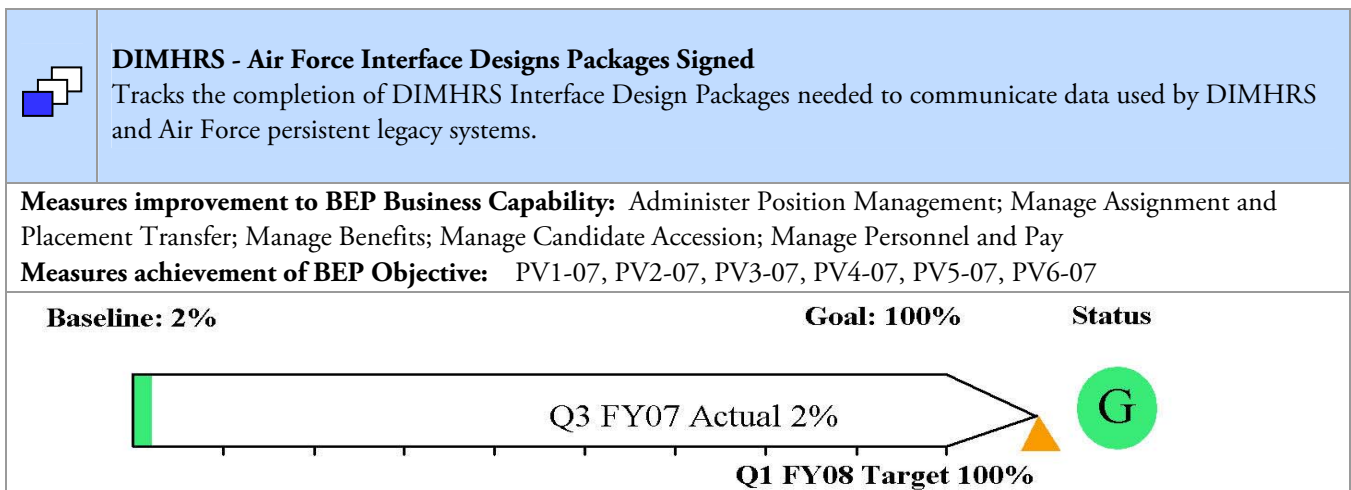 DIMHRS - Air Force Interface Designs Packages Signed
Tracks the completion of DIMHRS Interface Design Packages needed to communicate data used by DIMHRS
and Air Force persistent legacy systems.
Measures improvement to BEP Business Capability: Administer Position Management; Manage Assignment and
Placement Transfer; Manage Benefits; Manage Candidate Accession; Manage Personnel and Pay
Measures achievement of BEP Objective: PV1-07, PV2-07, PV3-07, PV4-07, PV5-07, PV6-07
Baseline: 2% Goal: 100% Status
Q3 FY07 Actual 2% G
Q1 FY08 Target 100%